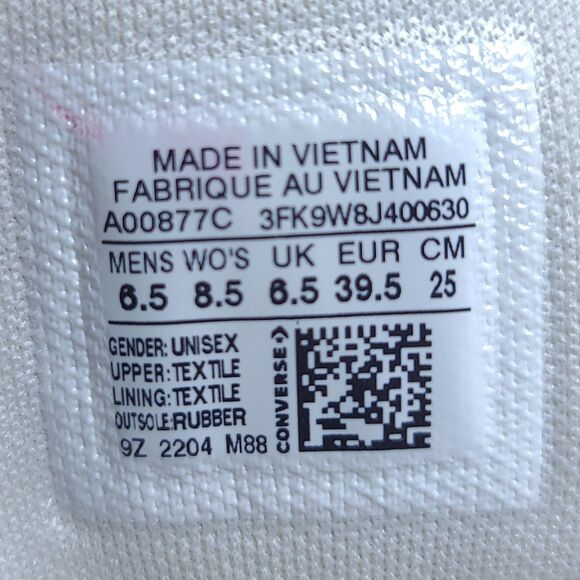 MADE IN VIETNAM
FABRIQUE AU VIETNAM
A00877C 3FK9W8J400630
MENS WO'S UK EUR CM
6.5 8.5 6.5 39.5 25
GENDER: UNISEX
UPPER: TEXTILE
LINING: TEXTILE
OUTSOLE:RUBBER
9Z 2204 M88
CONVERSE